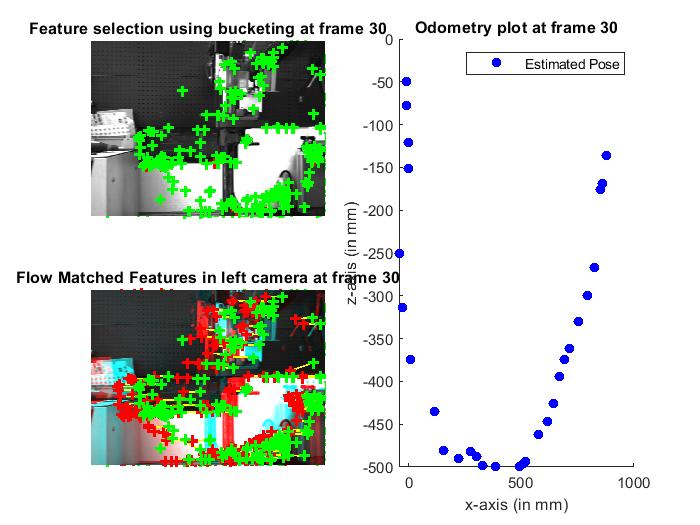 Feature selection using bucketing at frame 30
Flow Matched Features in left camera at frame 30
Odometry plot at frame 30
Estimated Pose
0
-50
-100
-150
-200
-250
-300
-350
-400
-450
-500
z-axis (in mm)
0
500
1000
x-axis (in mm)